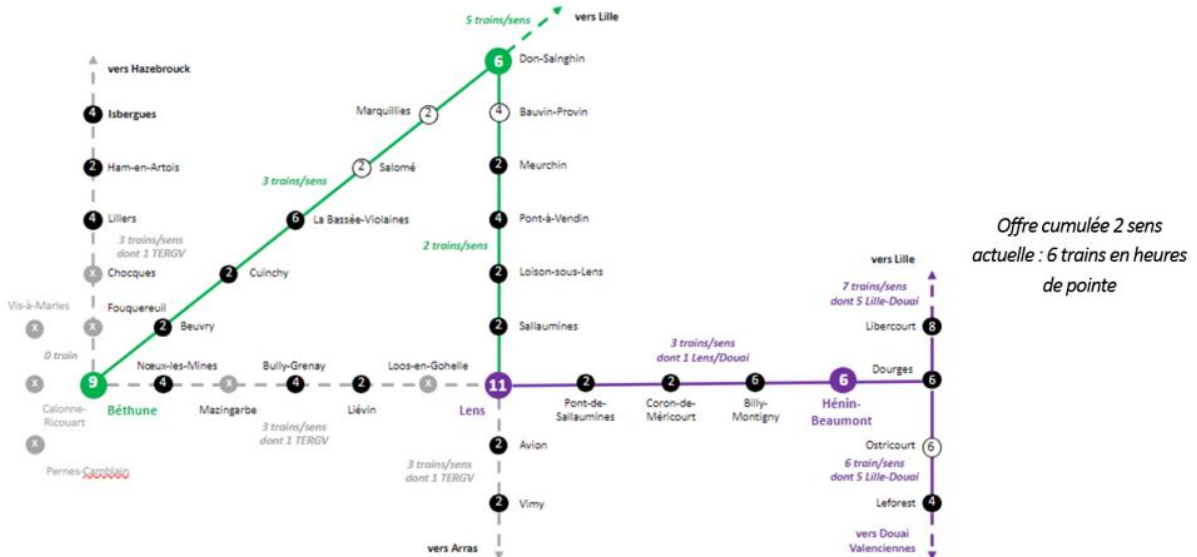 5 trains/sens
vers Lille
6
Don-Sainghin
vers Hazebrouck
4
Isbergues
Marquillies
2
4
Bauvin-Provin
2
Ham-en-Artois
2
Salomé
2
Meurchin
3 trains/sens
4
Lillers
6
La Bassée-Violaines
4
Pont-à-Vendin
3 trains/sens
dont 1 TERGV
2 trains/sens
x
Chocques
2
Cuinchy
2
Loison-sous-Lens
Vis-à-Marles
x
Fouquereuil
x
2
Beuvry
2
Sallaumines
0 train
x
Calonne-
Ricouart
9
Béthune
Nœux-les-Mines
4
x
Mazingarbe
Bully-Grenay
4
2
Liévin
Loos-en-Gohelle
x
11
Lens
3 trains/sens
dont 1 TERGV
x
Pernes-Camblain
3 trains/sens
dont 1 Lens/Douai
2
Pont-de-
Sallaumines
2
Coron-de-
Méricourt
6
Billy-
Montigny
6
Hénin-
Beaumont
Dourges
6
vers Lille
7 trains/sens
dont 5 Lille-Douai
Libercourt
8
Ostricourt
6
6 train/sens
dont 5 Lille-Douai
Leforest
4
vers Douai
Valenciennes
2
Avion
3 trains/sens
dont 1 TERGV
2
Vimy
vers Arras
Offre cumulée 2 sens
actuelle : 6 trains en heures
de pointe